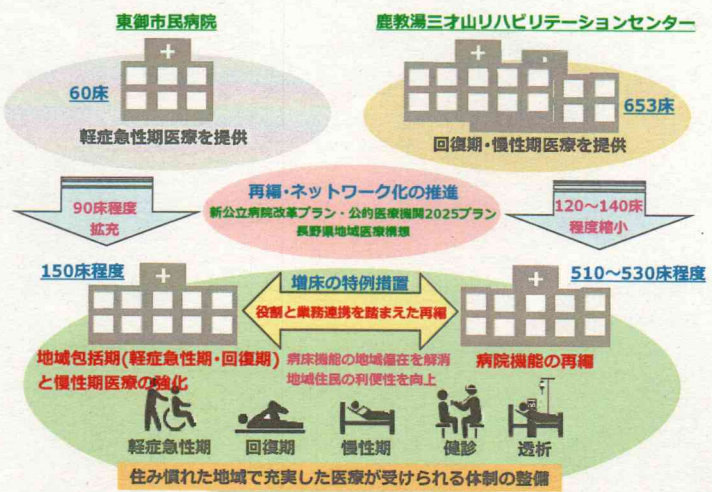 東御市民病院
鹿教湯三才山リハビリテーションセンター
60床
653床
軽症急性期医療を提供
回復期・慢性期医療を提供
再編・ネットワーク化の推進
新公立病院改革プラン・公的医療機関2025プラン
長野県地域医療構想
90床程度
拡充
120～140床
程度縮小
150床程度
510～530床程度
増床の特例措置
役割と業務連携を踏まえた再編
地域包括期(軽症急性期・回復期)
と慢性期医療の強化
病床機能の地域偏在を解消
地域住民の利便性を向上
病院機能の再編
軽症急性期
回復期
慢性期
健診
透析
住み慣れた地域で充実した医療が受けられる体制の整備